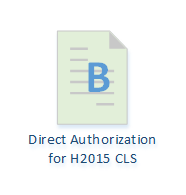 B
Direct Authorization
for H2015 CLS